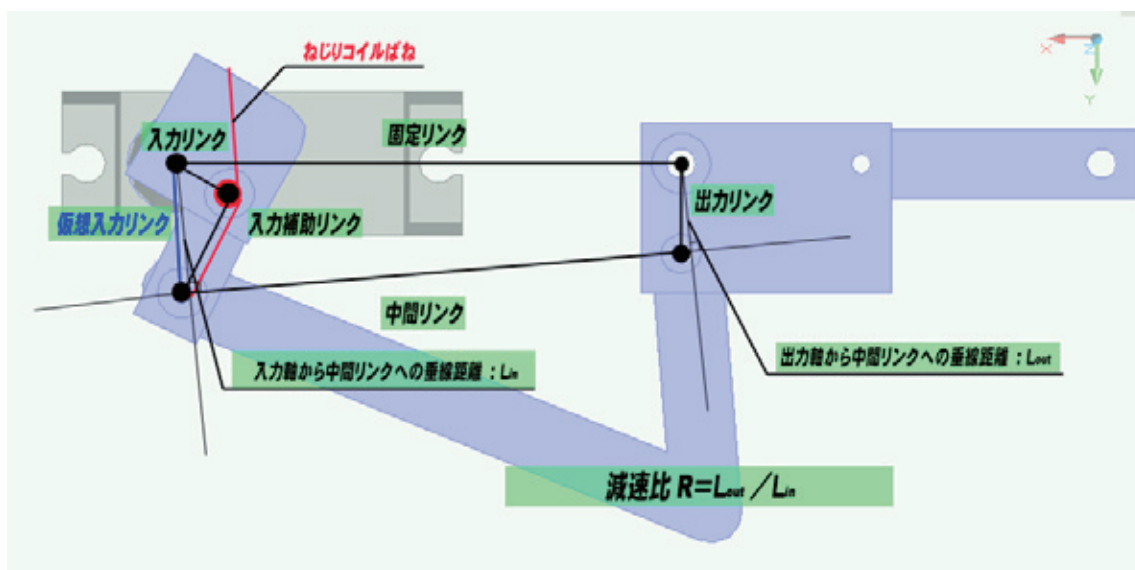 ねじりコイルばね
X
Z
Y
入力リンク
固定リンク
仮想入力リンク
入力補助リンク
出力リンク
中間リンク
入力軸から中間リンクへの垂線距離：Lin
出力軸から中間リンクへの垂線距離：Lout
減速比 R＝Lout ／Lin